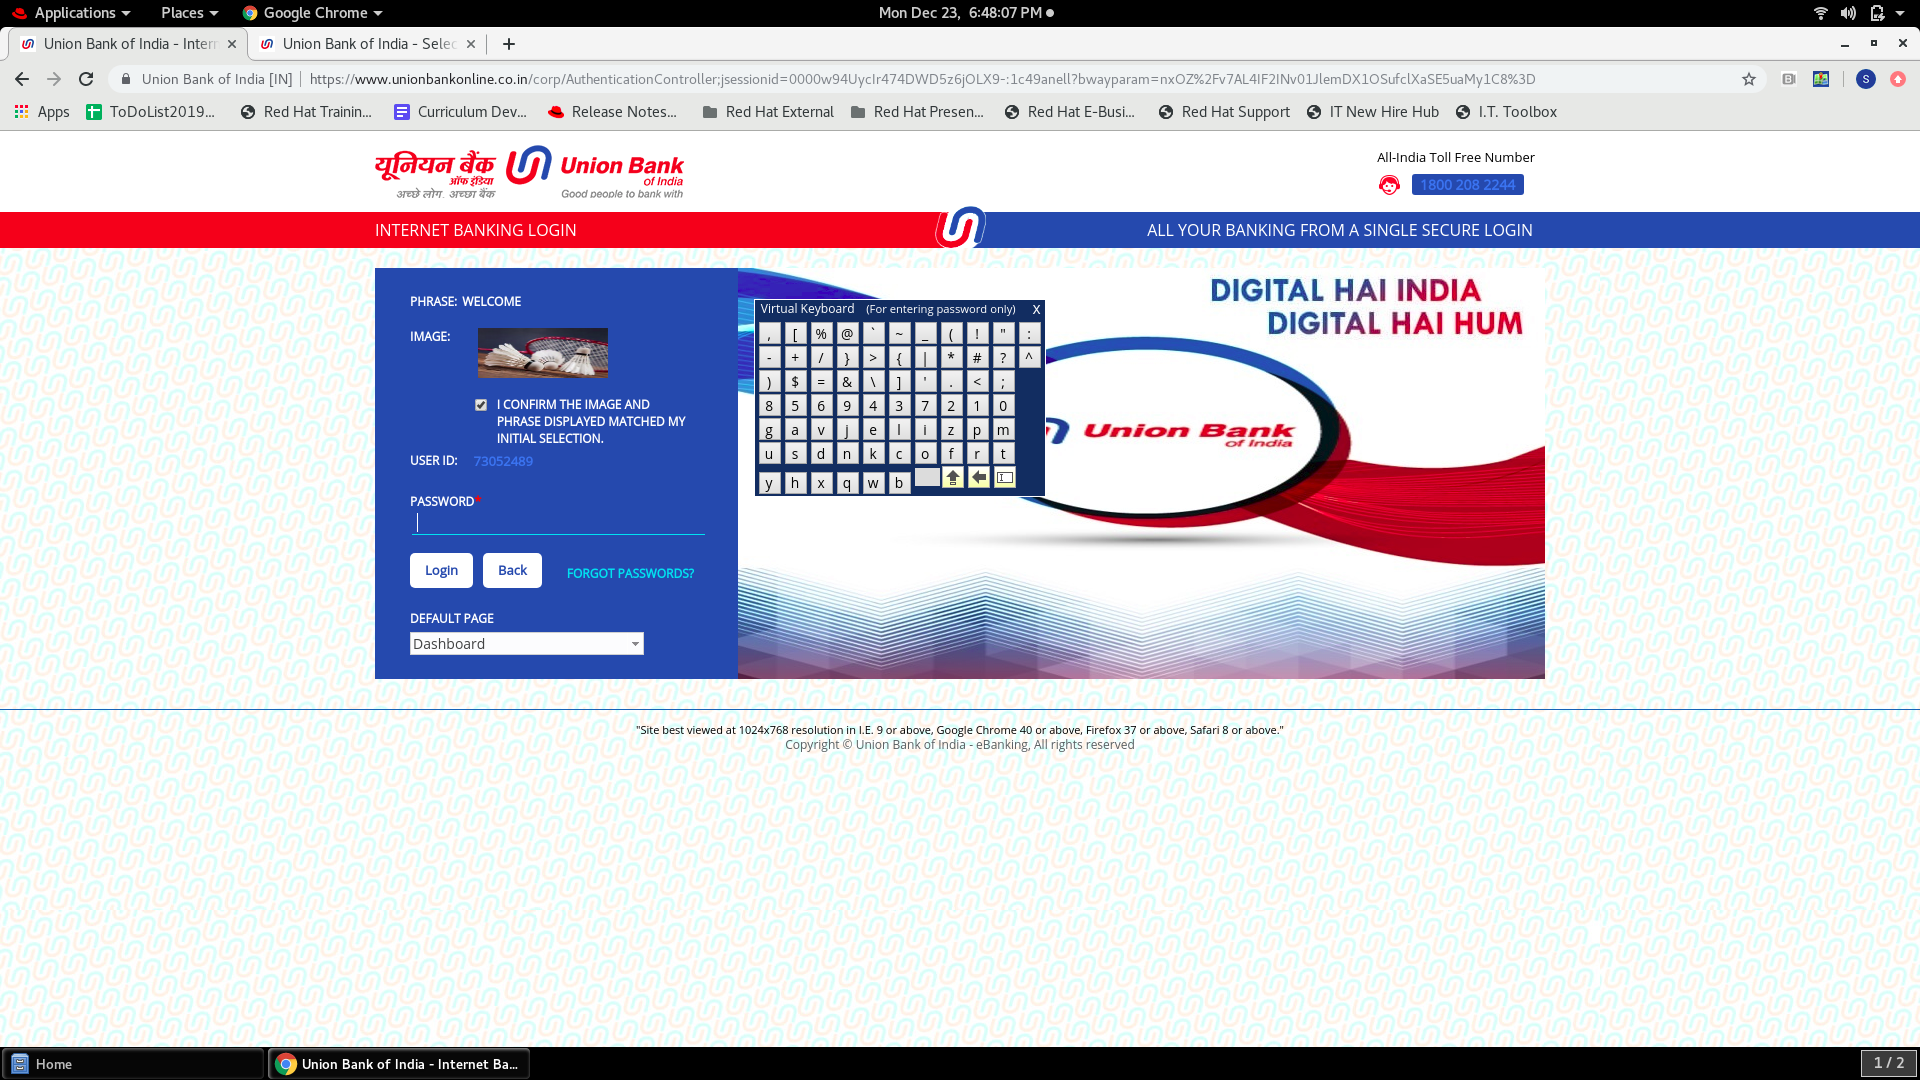 Applications
Places
Google Chrome
Mon Dec 23, 6:48:07 PM
Union Bank of India - Intern
Union Bank of India - Selec
Union Bank of India [IN]
https://www.unionbankonline.co.in/corp/AuthenticationController;jsessionid=0000w94UycIr474DWD5z6jOLX9-:1c49anell?bwayparam=nxOZ%2Fv7AL4IF2INv01JlemDX1OSufclXaSE5uaMy1C8%3D
S
Apps
ToDoList2019...
Red Hat Trainin...
Curriculum Dev...
Release Notes...
Red Hat External
Red Hat Presen...
Red Hat E-Busi...
Red Hat Support
IT New Hire Hub
I.T. Toolbox
यूनियन बैंक
ऑफ इंडिया
अच्छे लोग, अच्छा बैंक
Union Bank
of India
Good people to bank with
All-India Toll Free Number
1800 208 2244
INTERNET BANKING LOGIN
ALL YOUR BANKING FROM A SINGLE SECURE LOGIN
PHRASE: WELCOME
IMAGE:
I CONFIRM THE IMAGE AND
PHRASE DISPLAYED MATCHED MY
INITIAL SELECTION.
USER ID: 73052489
PASSWORD*
Login
Back
FORGOT PASSWORDS?
DEFAULT PAGE
Dashboard
Virtual Keyboard (For entering password only) X
, [ % @ ` ~ _ ( ! " :
- + / } > { | * # ? ^
) $ = & \ ] ' . < ;
8 5 6 9 4 3 7 2 1 0
g a v j e l i z p m
u s d n k c o f r t
y h x q w b
DIGITAL HAI INDIA
DIGITAL HAI HUM
Union Bank
of India
"Site best viewed at 1024x768 resolution in I.E. 9 or above, Google Chrome 40 or above, Firefox 37 or above, Safari 8 or above."
Copyright © Union Bank of India - eBanking, All rights reserved
Home
Union Bank of India - Internet Ba...
1 / 2